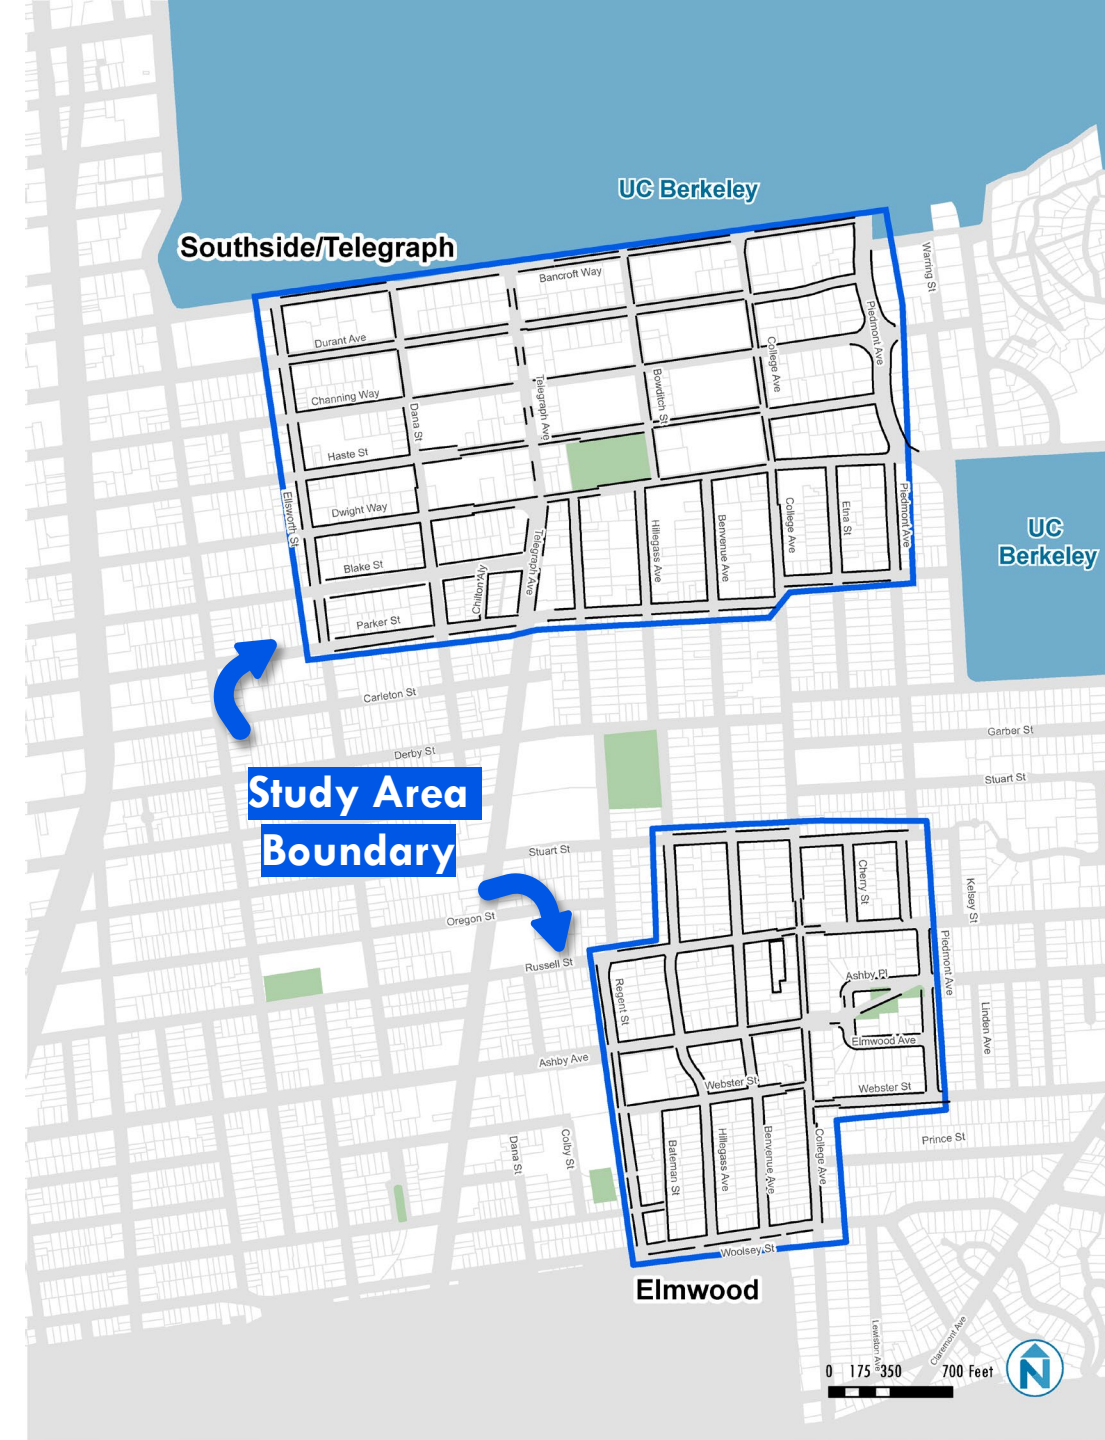 UC Berkeley
Southside/Telegraph
Warring St
Bancroft Way
Piedmont Ave
Durant Ave
College Ave
Channing Way
Telegraph Ave
Bowditch St
Dana St
Haste St
Ellsworth St
Dwight Way
Hillegass Ave
Benvenue Ave
College Ave
Etna St
Piedmont Ave
UC
Berkeley
Telegraph Ave
Blake St
Chilton Aly
Parker St
Carleton St
Garber St
Derby St
Stuart St
Study Area
Boundary
Stuart St
Cherry St
Kelsey St
Oregon St
Russell St
Piedmont Ave
Regent St
Ashby Pl
Linden Ave
Elmwood Ave
Ashby Ave
Webster St
Webster St
Dana St
Colby St
Bateman St
Hillegass Ave
Benvenue Ave
College Ave
Prince St
Woolsey St
Elmwood
Lewiston Ave
Claremont Ave
0 175 350 700 Feet
N